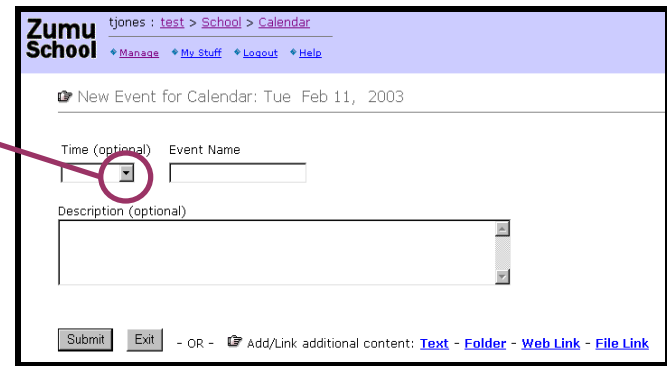 Zumu School
tjones : test > School > Calendar
Manage My Stuff Logout Help
New Event for Calendar: Tue Feb 11, 2003
Time (optional) Event Name
Description (optional)
Submit Exit - OR - Add/Link additional content: Text - Folder - Web Link - File Link